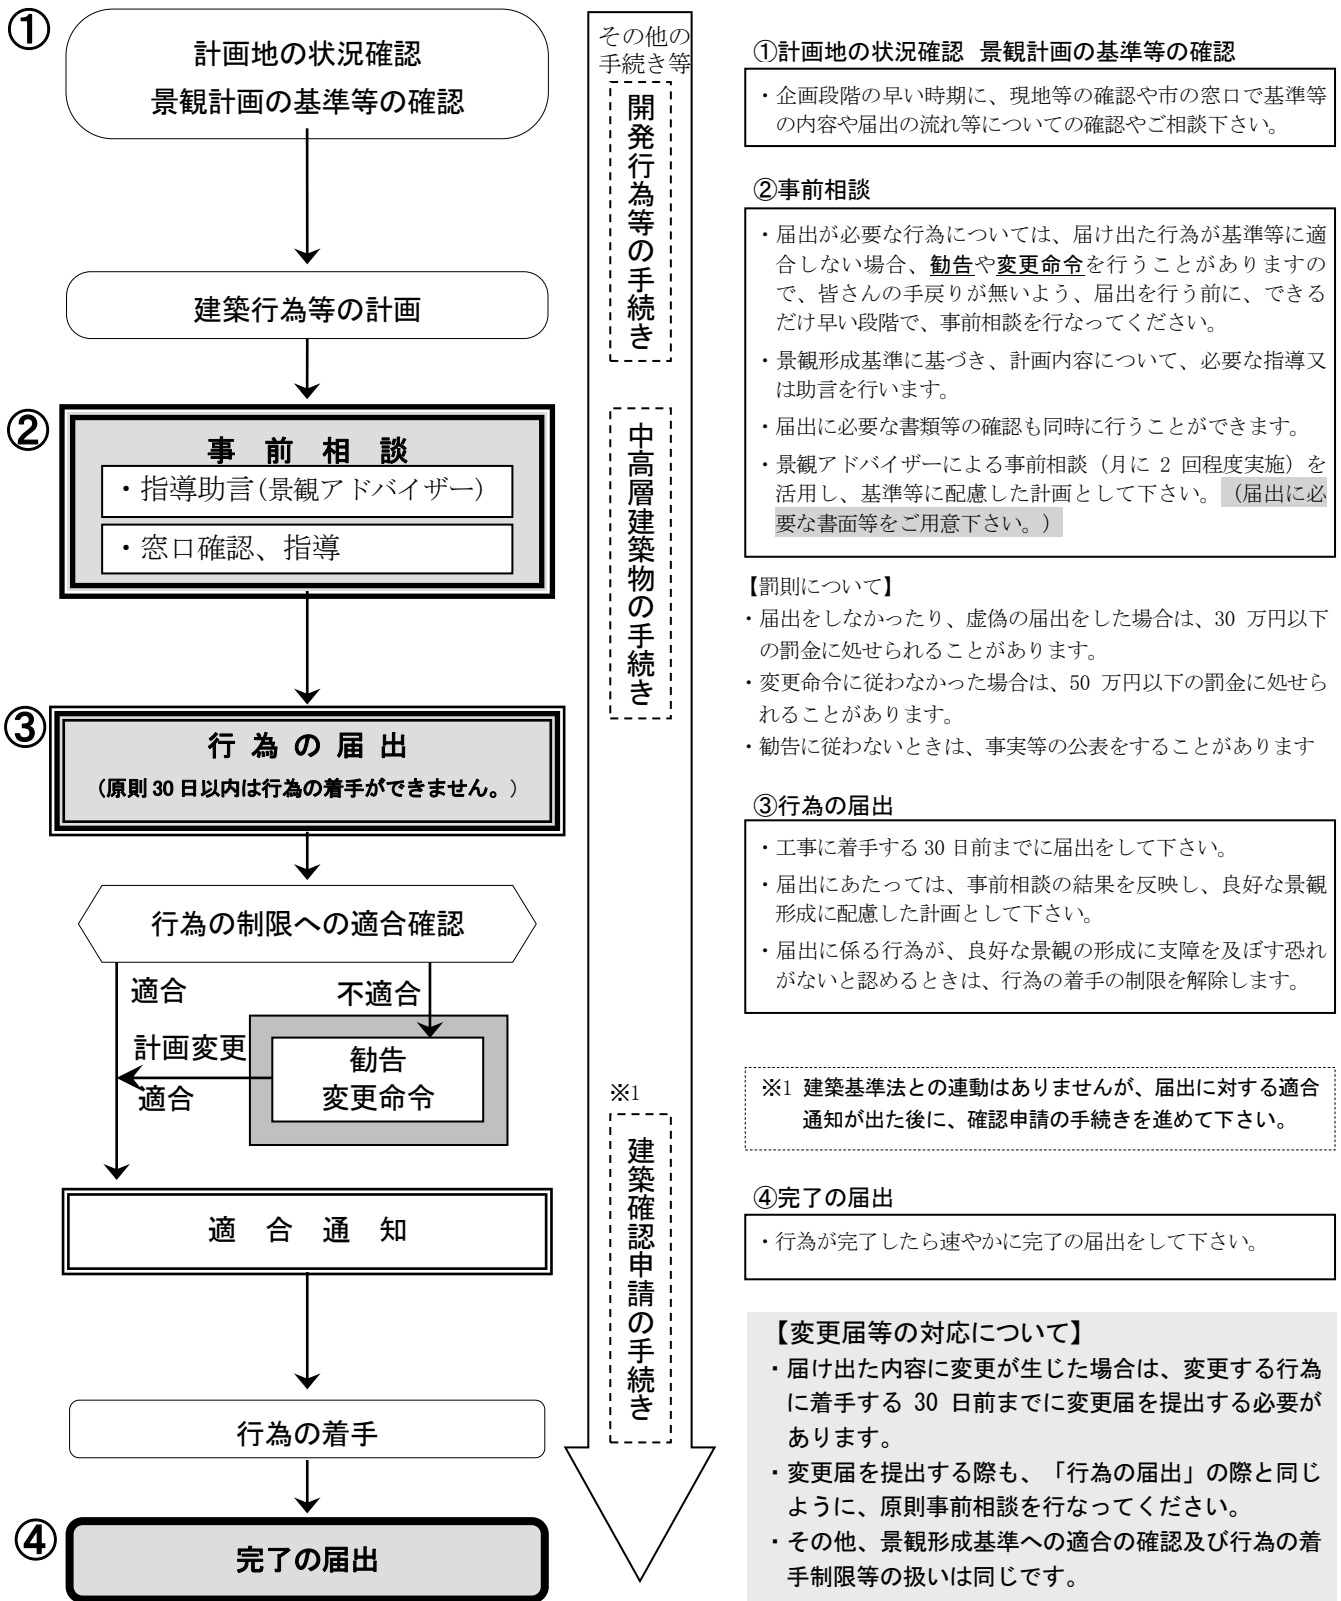 ①
計画地の状況確認
景観計画の基準等の確認
建築行為等の計画
②
事　前　相　談
・指導助言(景観アドバイザー)
・窓口確認、指導
③
行 為 の 届 出
（原則 30 日以内は行為の着手ができません。）
行為の制限への適合確認
適合
不適合
計画変更
適合
勧告
変更命令
適　合　通　知
行為の着手
④
完了の届出
その他の
手続き等
開発行為等の手続き
中高層建築物の手続き
※1
建築確認申請の手続き
①計画地の状況確認 景観計画の基準等の確認
・企画段階の早い時期に、現地等の確認や市の窓口で基準等
の内容や届出の流れ等についての確認やご相談下さい。
②事前相談
・届出が必要な行為については、届け出た行為が基準等に適
合しない場合、勧告や変更命令を行うことがありますの
で、皆さんの手戻りが無いよう、届出を行う前に、できる
だけ早い段階で、事前相談を行なってください。
・景観形成基準に基づき、計画内容について、必要な指導又
は助言を行います。
・届出に必要な書類等の確認も同時に行うことができます。
・景観アドバイザーによる事前相談（月に 2 回程度実施）を
活用し、基準等に配慮した計画として下さい。（届出に必
要な書面等をご用意下さい。）
【罰則について】
・届出をしなかったり、虚偽の届出をした場合は、30 万円以下
の罰金に処せられることがあります。
・変更命令に従わなかった場合は、50 万円以下の罰金に処せら
れることがあります。
・勧告に従わないときは、事実等の公表をすることがあります
③行為の届出
・工事に着手する 30 日前までに届出をして下さい。
・届出にあたっては、事前相談の結果を反映し、良好な景観
形成に配慮した計画として下さい。
・届出に係る行為が、良好な景観の形成に支障を及ぼす恐れ
がないと認めるときは、行為の着手の制限を解除します。
※1 建築基準法との連動はありませんが、届出に対する適合
通知が出た後に、確認申請の手続きを進めて下さい。
④完了の届出
・行為が完了したら速やかに完了の届出をして下さい。
【変更届等の対応について】
・届け出た内容に変更が生じた場合は、変更する行為
に着手する 30 日前までに変更届を提出する必要が
あります。
・変更届を提出する際も、「行為の届出」の際と同じ
ように、原則事前相談を行なってください。
・その他、景観形成基準への適合の確認及び行為の着
手制限等の扱いは同じです。